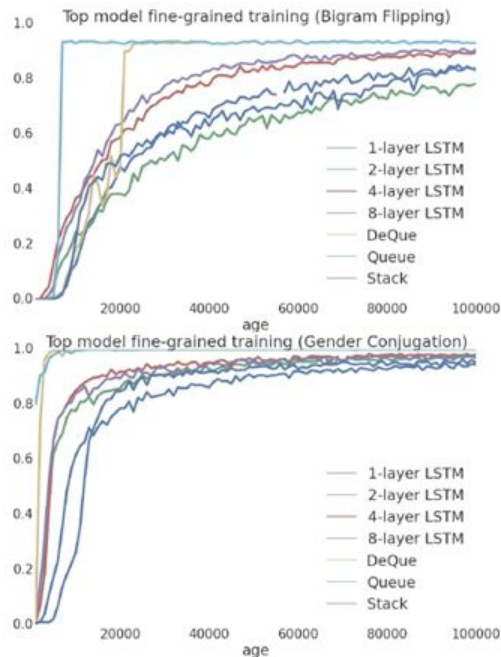 Top model fine-grained training (Bigram Flipping)
1.0
0.8
0.6
0.4
0.2
0.0
1-layer LSTM
2-layer LSTM
4-layer LSTM
8-layer LSTM
DeQue
Queue
Stack
20000 40000 60000 80000 100000
age
Top model fine-grained training (Gender Conjugation)
1.0
0.8
0.6
0.4
0.2
0.0
1-layer LSTM
2-layer LSTM
4-layer LSTM
8-layer LSTM
DeQue
Queue
Stack
20000 40000 60000 80000 100000
age